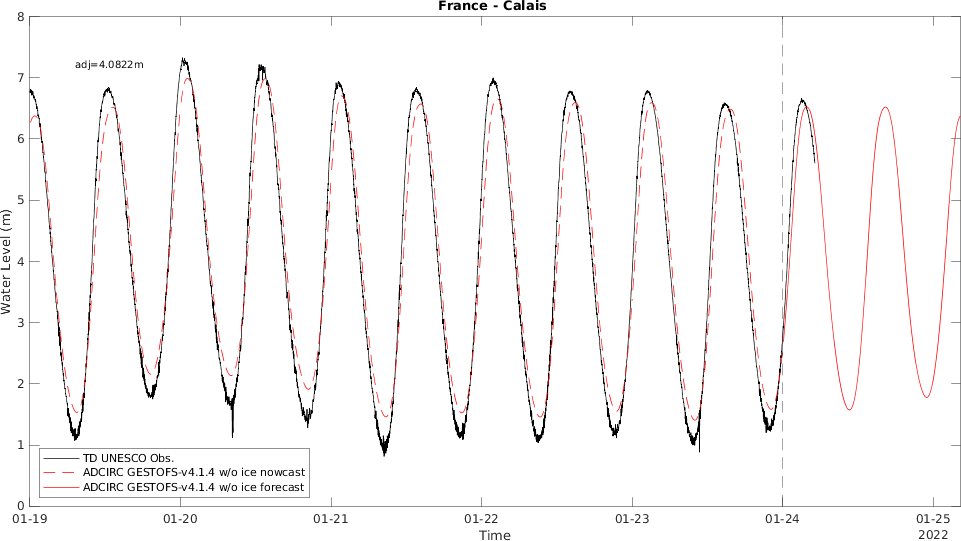 France - Calais
adj=4.0822m
8
7
6
5
4
3
2
1
0
Water Level (m)
TD UNESCO Obs.
ADCIRC GESTOFS-v4.1.4 w/o ice nowcast
ADCIRC GESTOFS-v4.1.4 w/o ice forecast
01-19 01-20 01-21 01-22 01-23 01-24 01-25
2022
Time